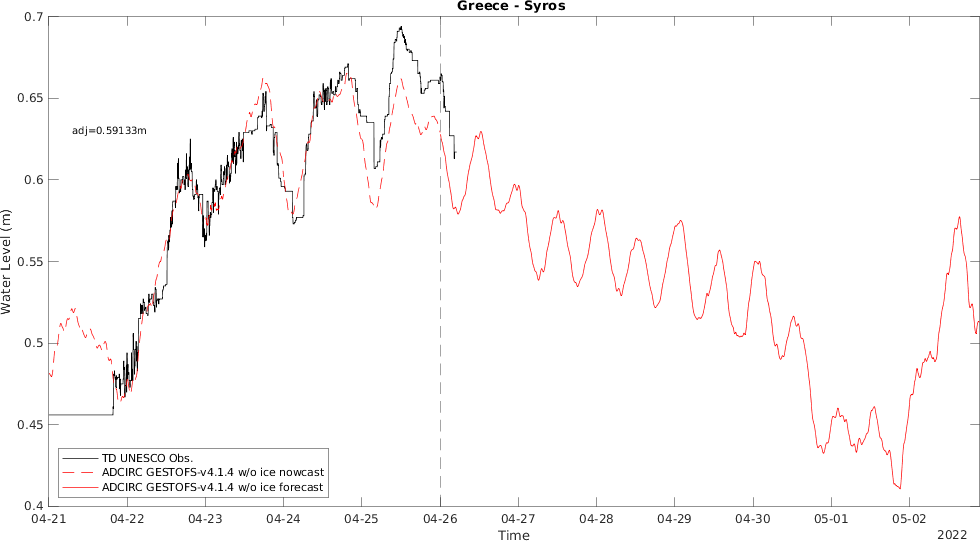 Greece - Syros
0.7
0.65
adj=0.59133m
0.6
0.55
Water Level (m)
0.5
0.45
TD UNESCO Obs.
ADCIRC GESTOFS-v4.1.4 w/o ice nowcast
ADCIRC GESTOFS-v4.1.4 w/o ice forecast
0.4
04-21 04-22 04-23 04-24 04-25 04-26 04-27 04-28 04-29 04-30 05-01 05-02
Time
2022